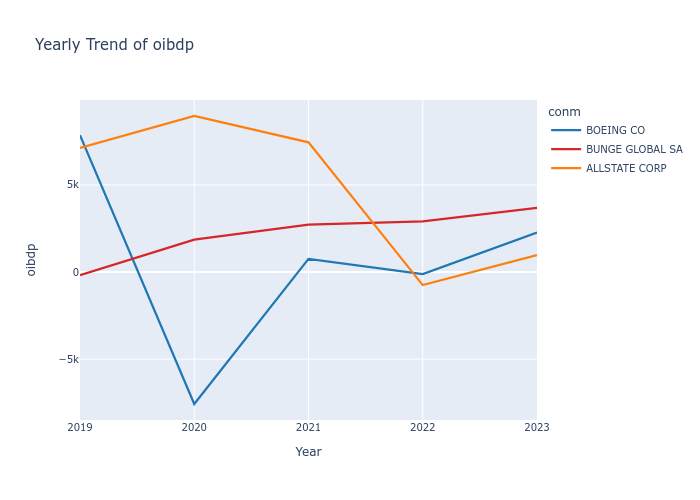 Yearly Trend of oibdp
conm
BOEING CO
BUNGE GLOBAL SA
ALLSTATE CORP
5k
0
−5k
oibdp
2019 2020 2021 2022 2023
Year